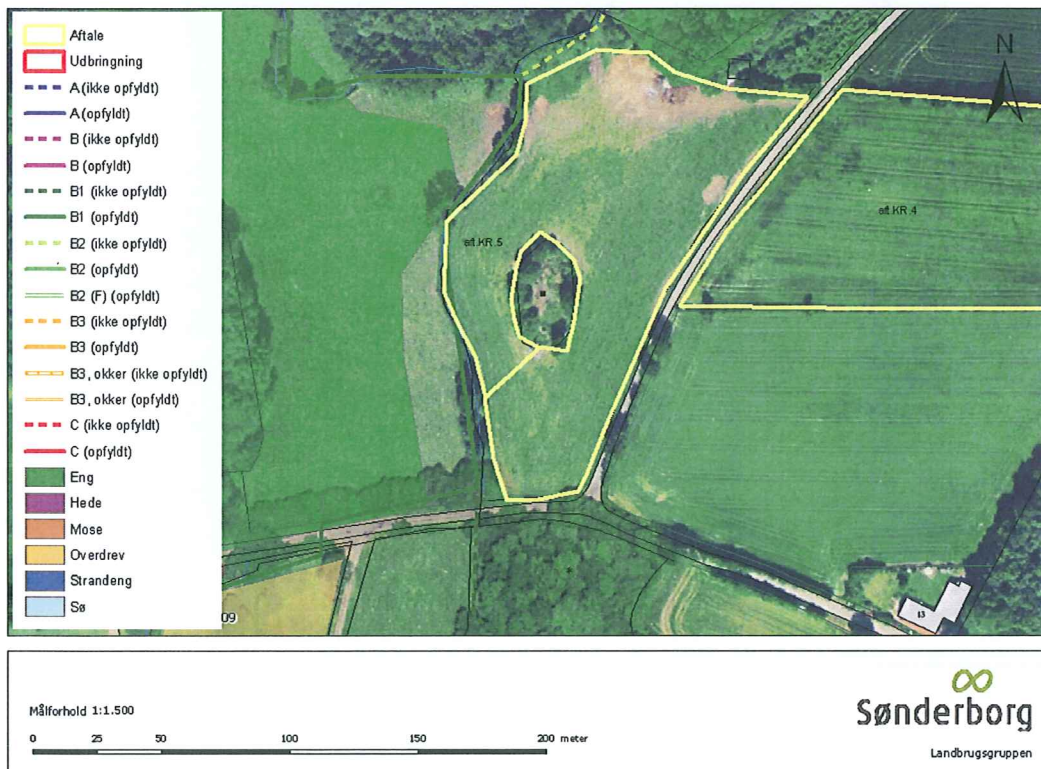 Aftale
Udbringning
A (ikke opfyldt)
A (opfyldt)
B (ikke opfyldt)
B (opfyldt)
B1 (ikke opfyldt)
B1 (opfyldt)
B2 (ikke opfyldt)
B2 (opfyldt)
B2 (F) (opfyldt)
B3 (ikke opfyldt)
B3 (opfyldt)
B3, okker (ikke opfyldt)
B3, okker (opfyldt)
C (ikke opfyldt)
C (opfyldt)
Eng
Hede
Mose
Overdrev
Strandeng
Sø
N
aft.KR.4
aft.KR.5
09
13
Målforhold 1:1.500
0 25 50 100 150 200 meter
Sønderborg
Landbrugsgruppen